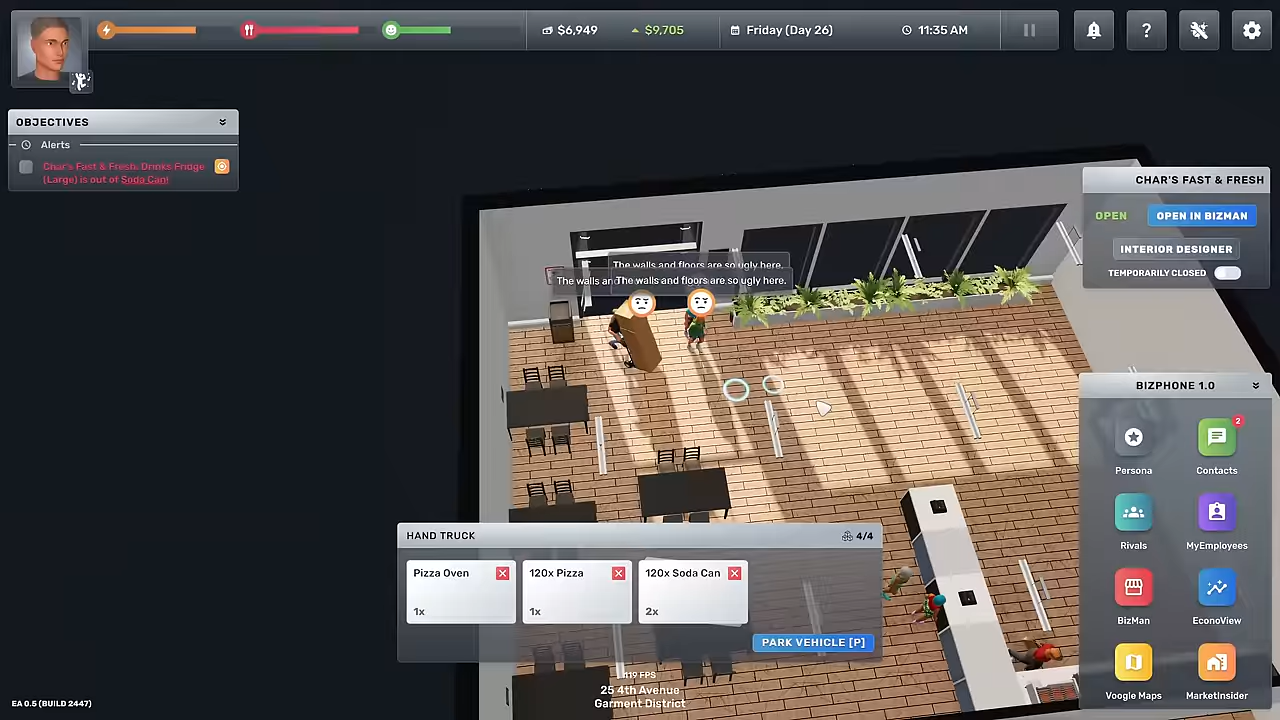 $6,949
$9,705
Friday (Day 26)
11:35 AM
?
OBJECTIVES
Alerts
Char's Fast & Fresh: Drinks Fridge
(Large) is out of Soda Can!
CHAR'S FAST & FRESH
OPEN
OPEN IN BIZMAN
INTERIOR DESIGNER
TEMPORARILY CLOSED
The walls and floors are so ugly here.
The walls an
The walls and floors are so ugly here.
BIZPHONE 1.0
2
Persona
Contacts
Rivals
MyEmployees
BizMan
EconoView
Voogle Maps
MarketInsider
HAND TRUCK
4/4
Pizza Oven
1x
120x Pizza
1x
120x Soda Can
2x
PARK VEHICLE [P]
119 FPS
25 4th Avenue
Garment District
EA 0.5 (BUILD 2447)